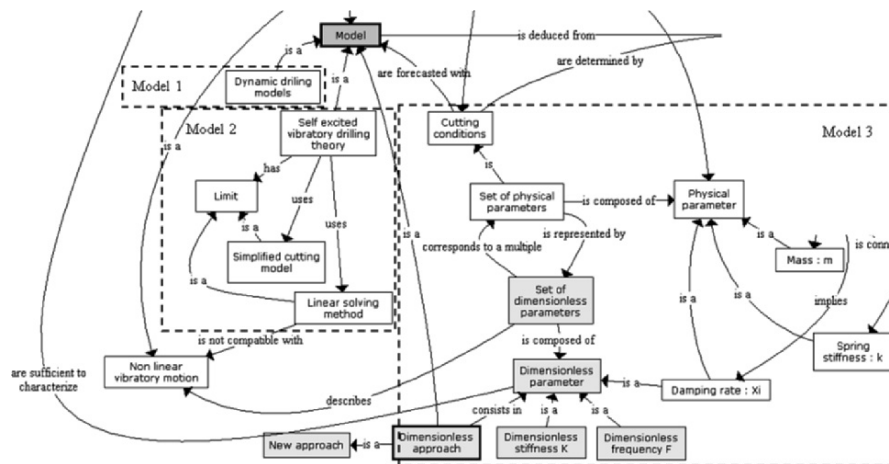 Model
is deduced from
is a
are determined by
are forecasted with
is a
Model 1
Dynamic driling
models
Model 2
Self excited
vibratory drilling
theory
Cutting
conditions
Model 3
is a
has
is
Limit
Set of physical
parameters
is composed of
Physical
parameter
uses
uses
is a
is a
is represented by
is a
corresponds to a multiple
is conn
Simplified cutting
model
Mass : m
is a
Linear solving
method
Set of
dimensionless
parameters
is a
is a
implies
is not compatible with
is composed of
Spring
stiffness : k
Non linear
vibratory motion
are sufficient to
characterize
Dimensionless
parameter
is a
Damping rate : Xi
describes
consists in
is a
is a
New approach
is a
Dimensionless
approach
Dimensionless
stiffness K
Dimensionless
frequency F